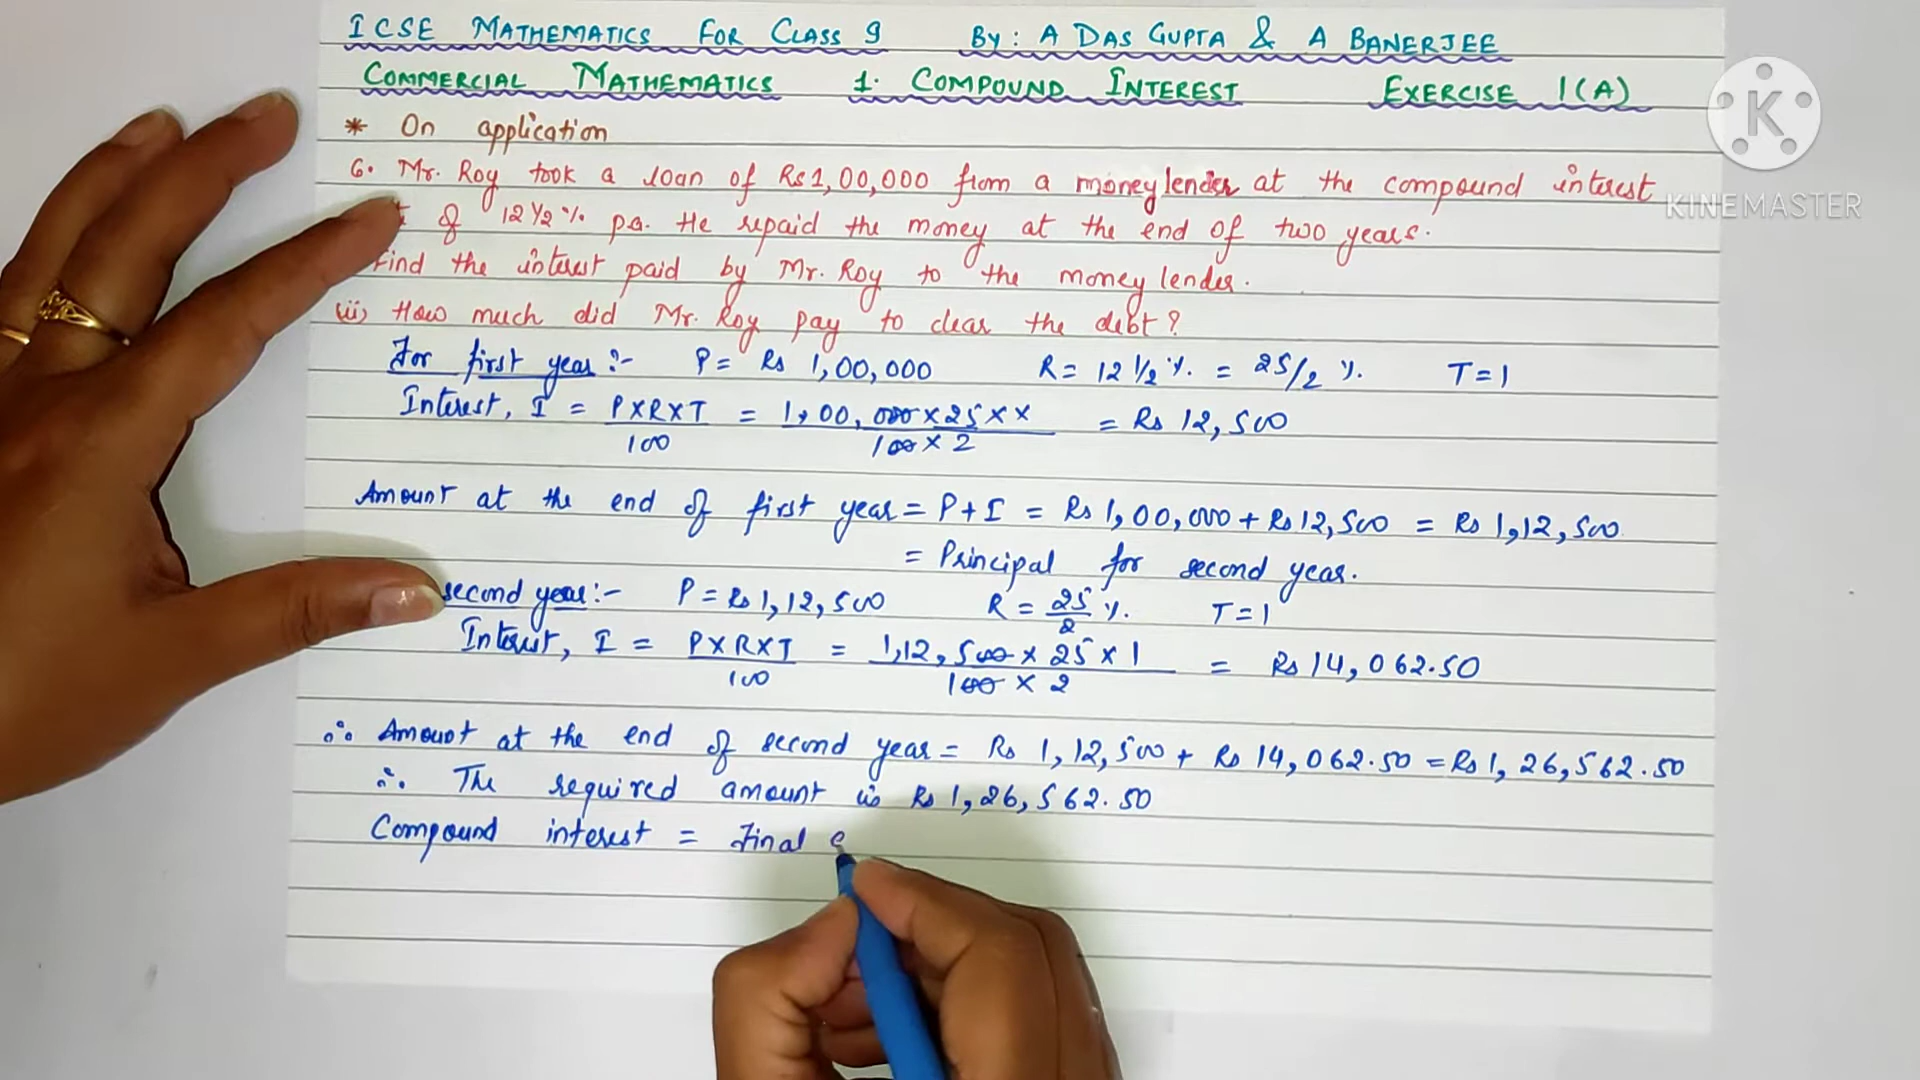 ICSE MATHEMATICS FOR CLASS 9 BY: A DAS GUPTA & A BANERJEE
COMMERCIAL MATHEMATICS 1. COMPOUND INTEREST EXERCISE 1(A)
* On application
6. Mr. Roy took a loan of Rs 1,00,000 from a moneylender at the compound interest
of 12 1/2 % pa. He repaid the money at the end of two years.
Find the interest paid by Mr. Roy to the money lender.
(ii) How much did Mr. Roy pay to clear the debt?
For first year :- P = Rs 1,00,000 R = 12 1/2 %. = 25/2 %. T = 1
Interest, I = P×R×T / 100 = 1,00,000 × 25 × × / 100 × 2 = Rs 12,500
Amount at the end of first year = P + I = Rs 1,00,000 + Rs 12,500 = Rs 1,12,500
= Principal for second year.
second year :- P = Rs 1,12,500 R = 25/2 %. T = 1
Interest, I = P×R×T / 100 = 1,12,500 × 25 × 1 / 100 × 2 = Rs 14,062.50
∴ Amount at the end of second year = Rs 1,12,500 + Rs 14,062.50 = Rs 1,26,562.50
∴ The required amount is Rs 1,26,562.50
Compound interest = Final
K
KINEMASTER